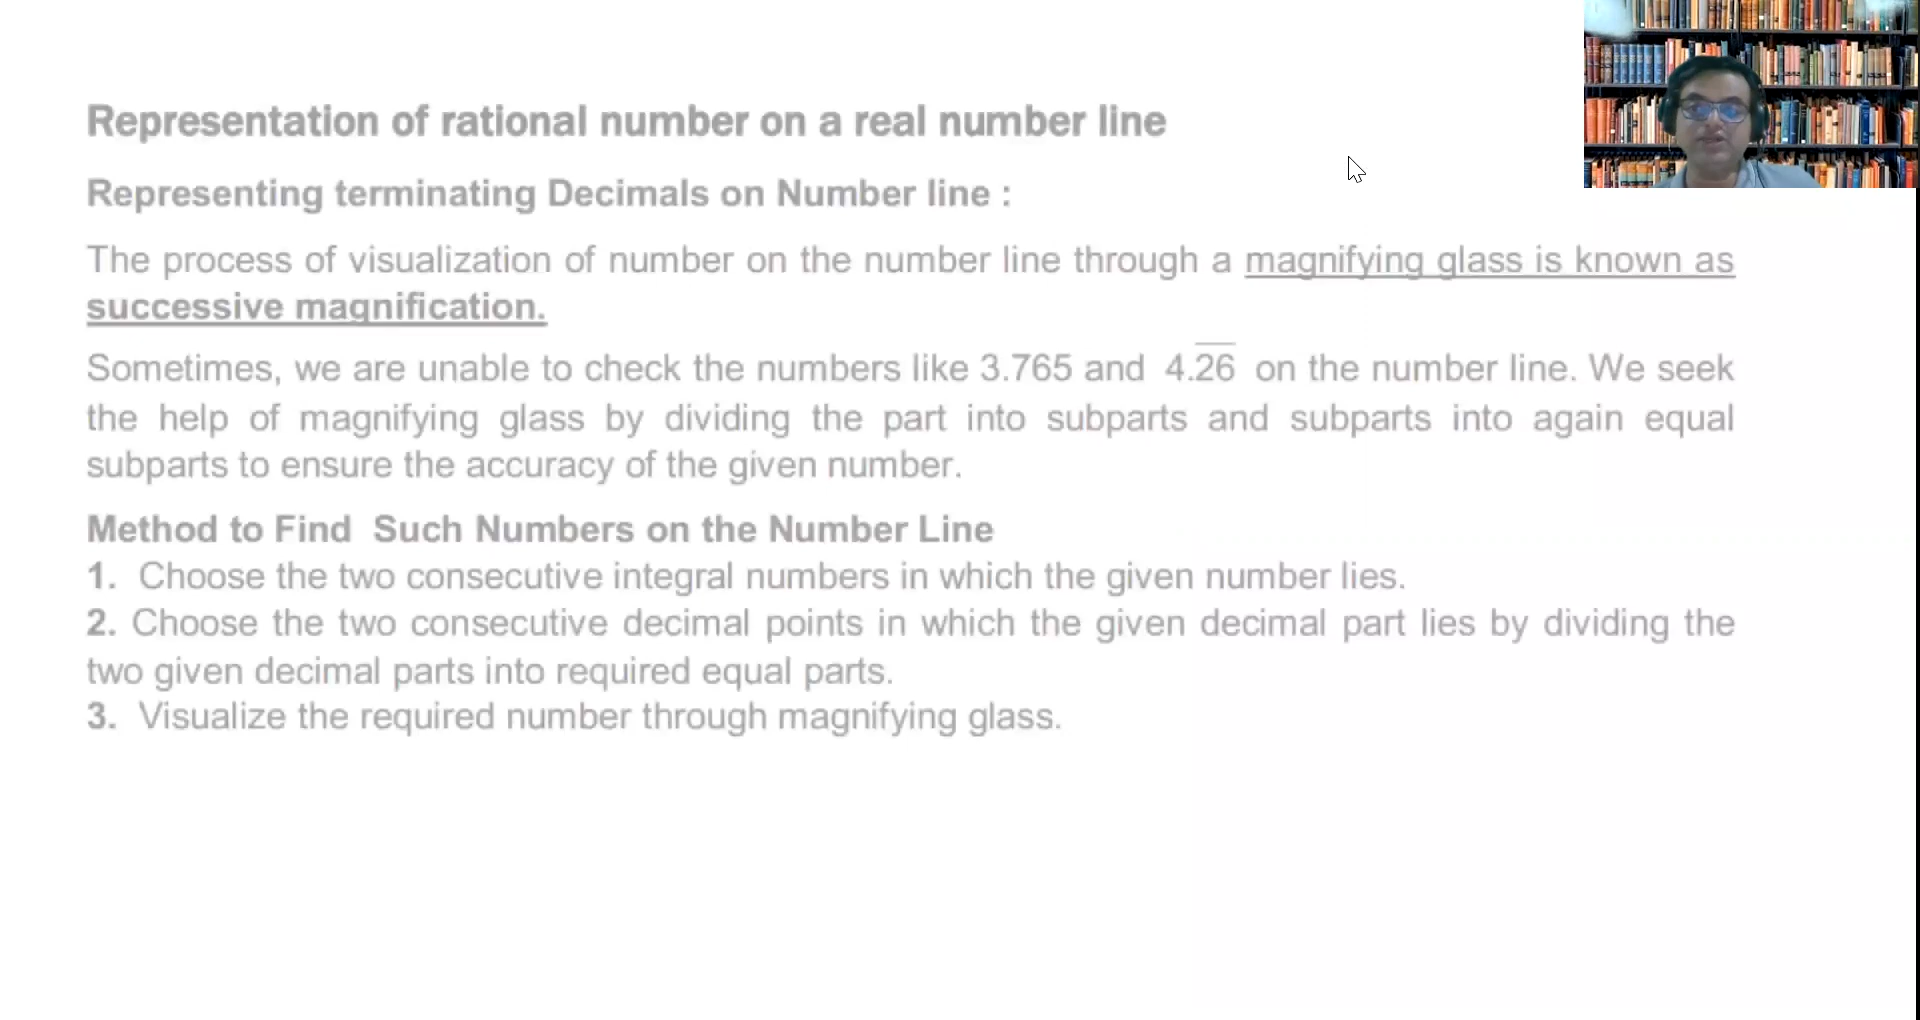 Representation of rational number on a real number line
Representing terminating Decimals on Number line :
The process of visualization of number on the number line through a magnifying glass is known as
successive magnification.
Sometimes, we are unable to check the numbers like 3.765 and 4.2̅6̅ on the number line. We seek
the help of magnifying glass by dividing the part into subparts and subparts into again equal
subparts to ensure the accuracy of the given number.
Method to Find Such Numbers on the Number Line
1. Choose the two consecutive integral numbers in which the given number lies.
2. Choose the two consecutive decimal points in which the given decimal part lies by dividing the
two given decimal parts into required equal parts.
3. Visualize the required number through magnifying glass.